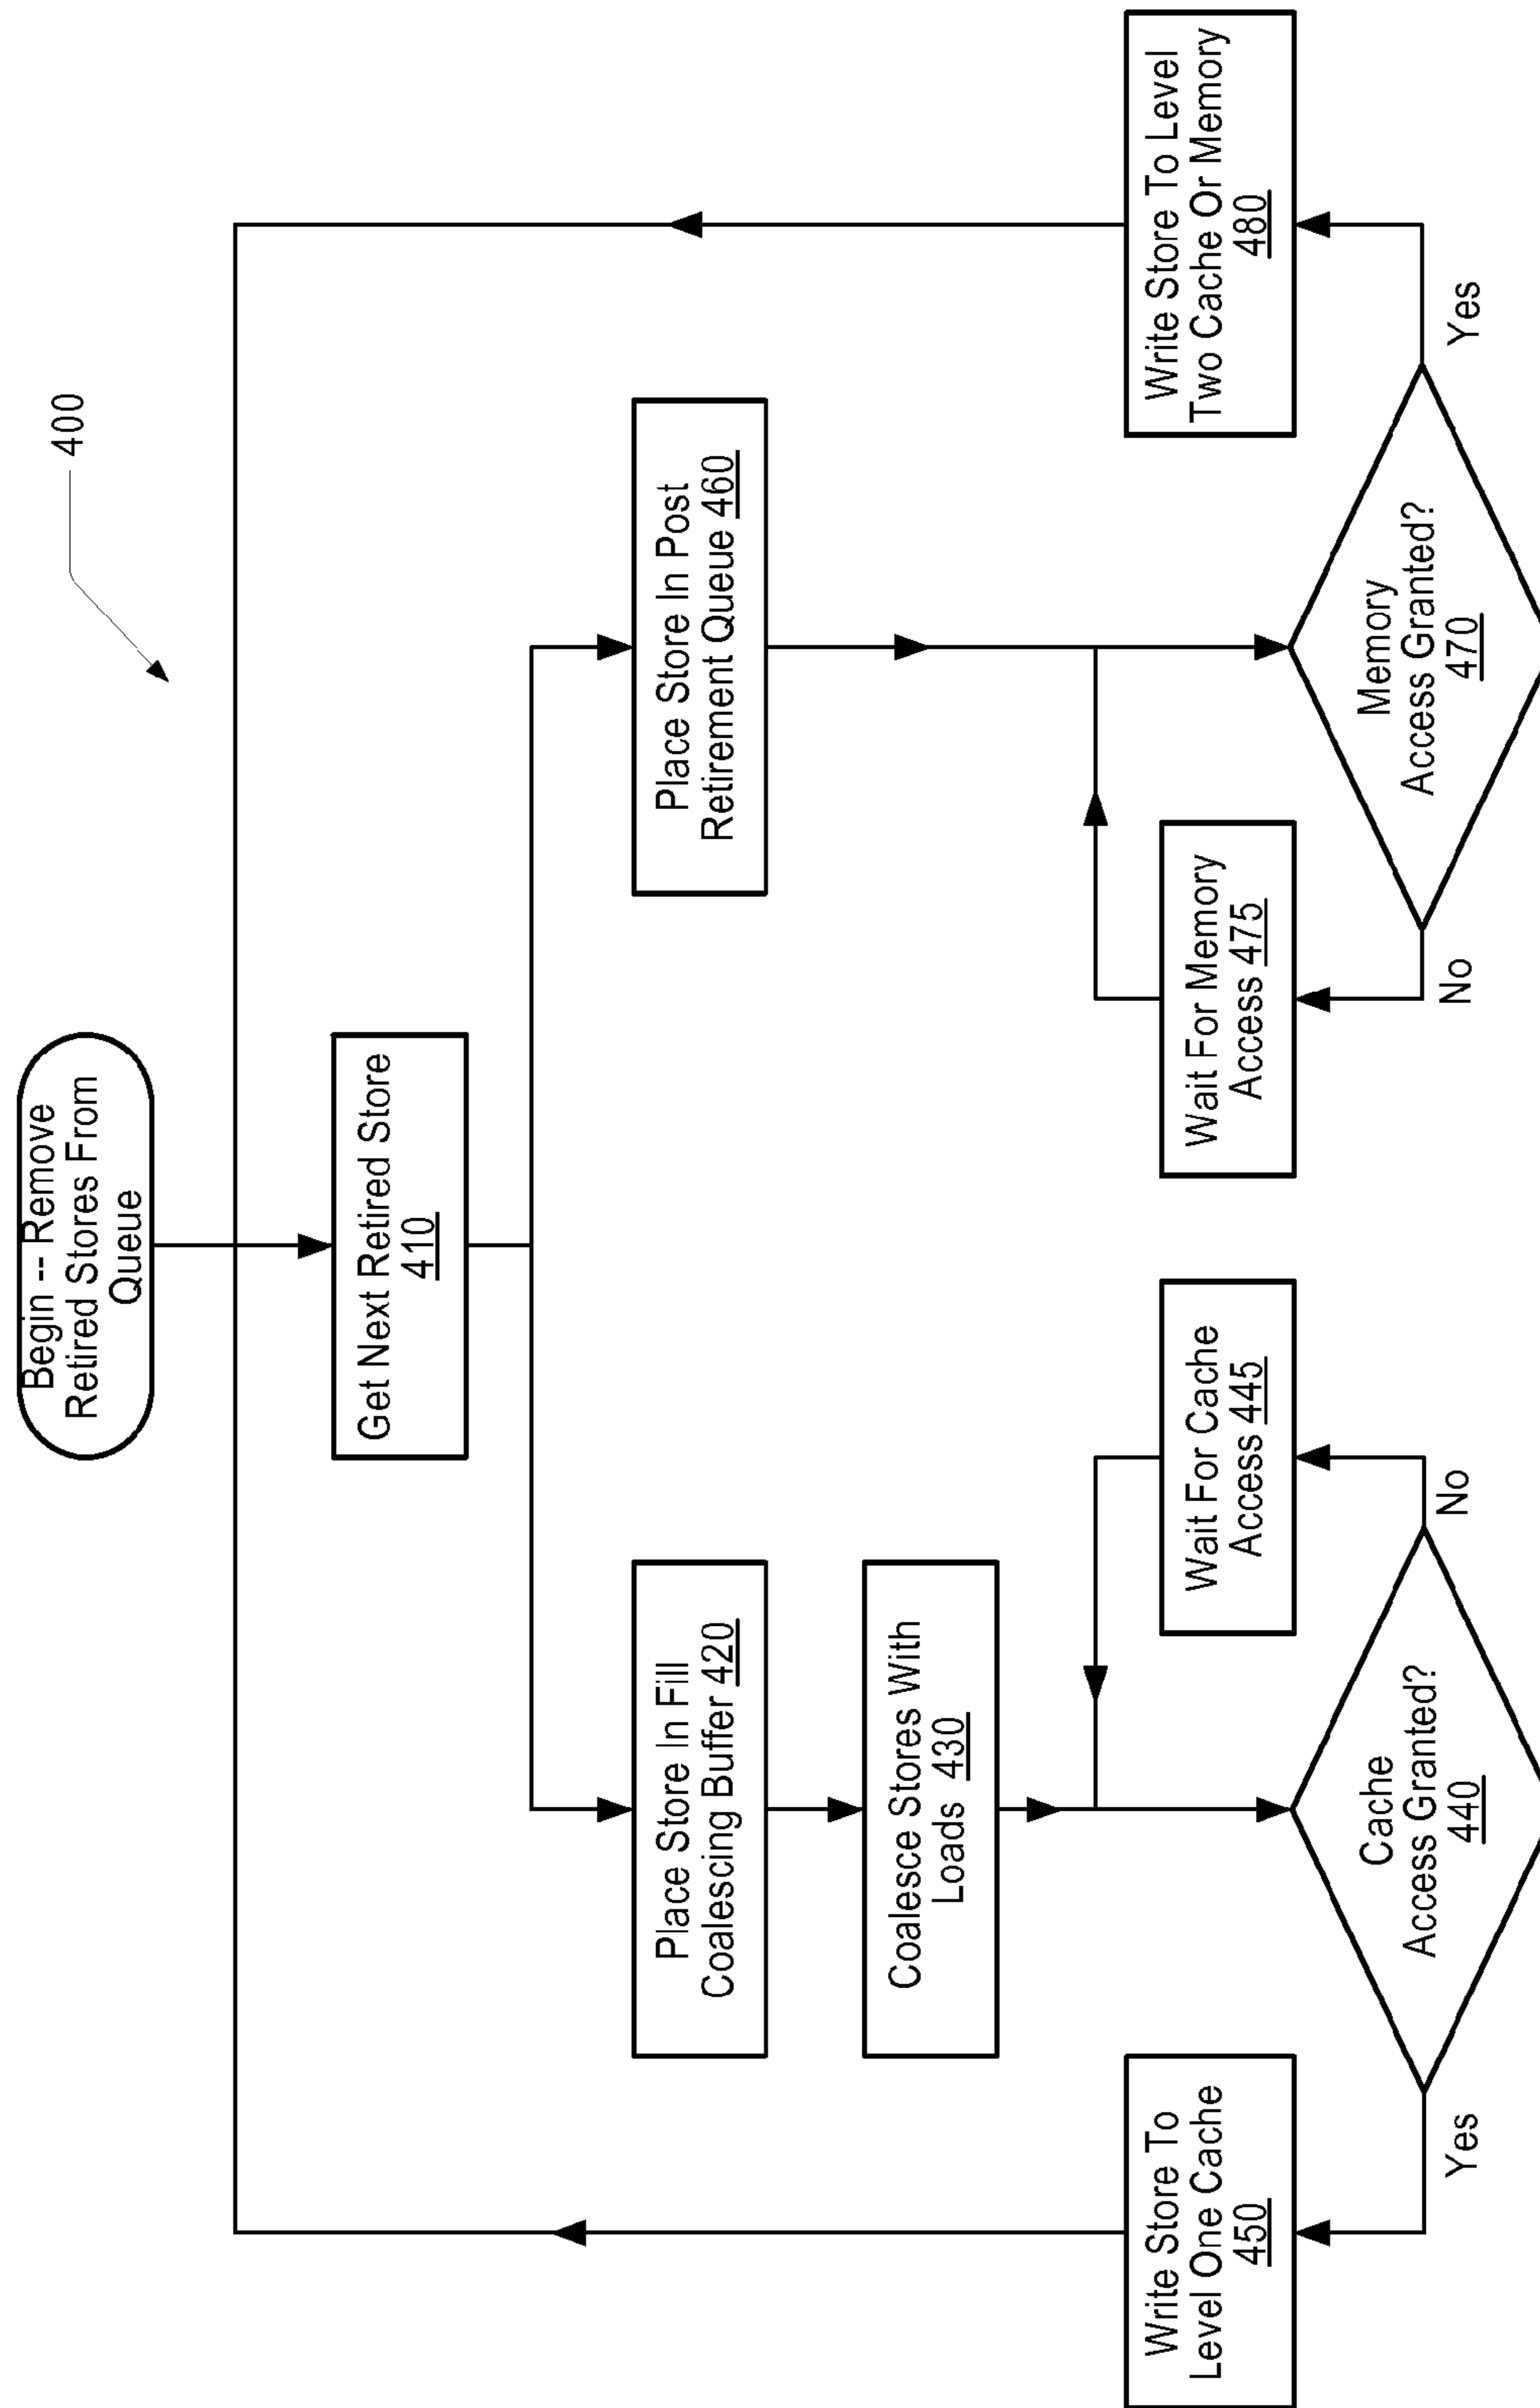 400
Begin -- Remove
Retired Stores From
Queue
Get Next Retired Store
410
Place Store In Fill
Coalescing Buffer 420
Place Store In Post
Retirement Queue 460
Coalesce Stores With
Loads 430
Write Store To
Level One Cache
450
Wait For Cache
Access 445
Wait For Memory
Access 475
Write Store To Level
Two Cache Or Memory
480
Yes
Cache
Access Granted?
440
No
No
Memory
Access Granted?
470
Yes